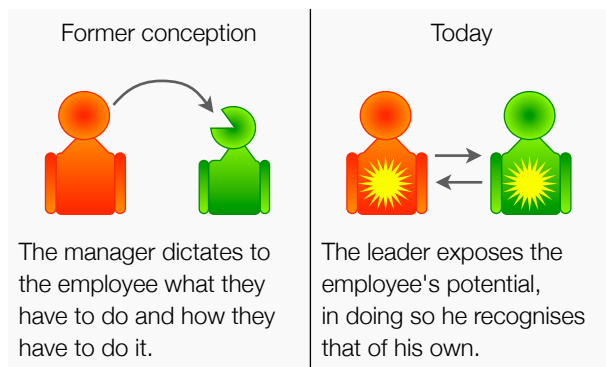 Former conception
The manager dictates to
the employee what they
have to do and how they
have to do it.
Today
The leader exposes the
employee's potential,
in doing so he recognises
that of his own.